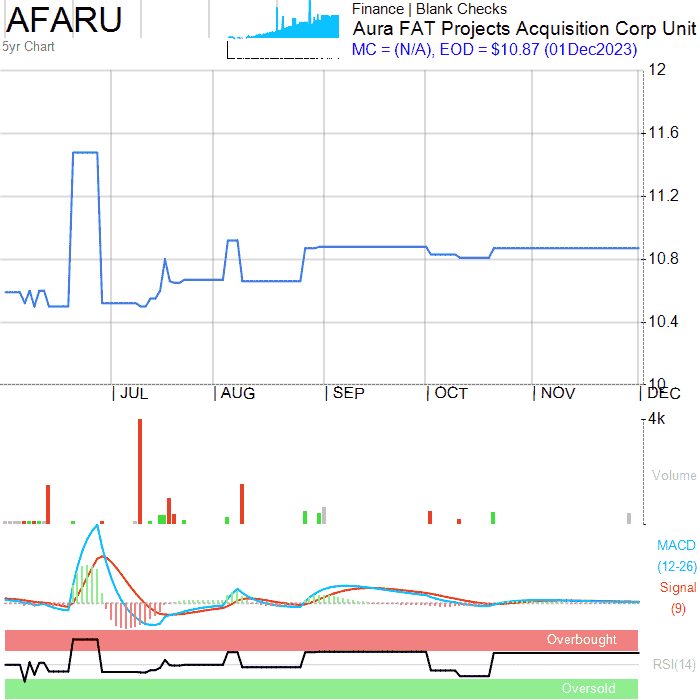 AFARU
5yr Chart
Finance | Blank Checks
Aura FAT Projects Acquisition Corp Unit
MC = (N/A), EOD = $10.87 (01Dec2023)
12
11.6
11.2
10.8
10.4
10
JUL
AUG
SEP
OCT
NOV
DEC
4k
Volume
MACD
(12-26)
Signal
(9)
Overbought
RSI(14)
Oversold